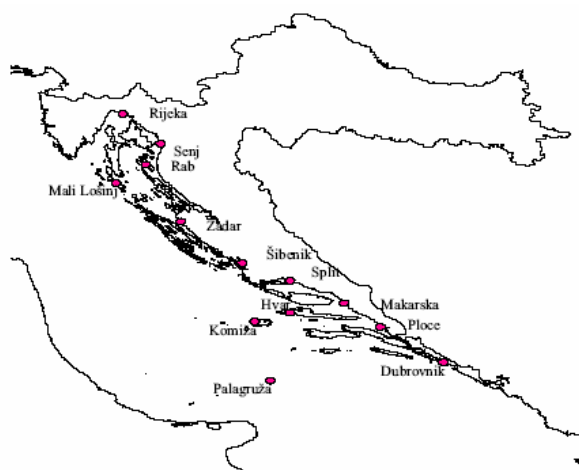 Rijeka
Senj
Rab
Mali Lošinj
Zadar
Šibenik
Split
Hvar
Makarska
Komiža
Ploce
Dubrovnik
Palagruža